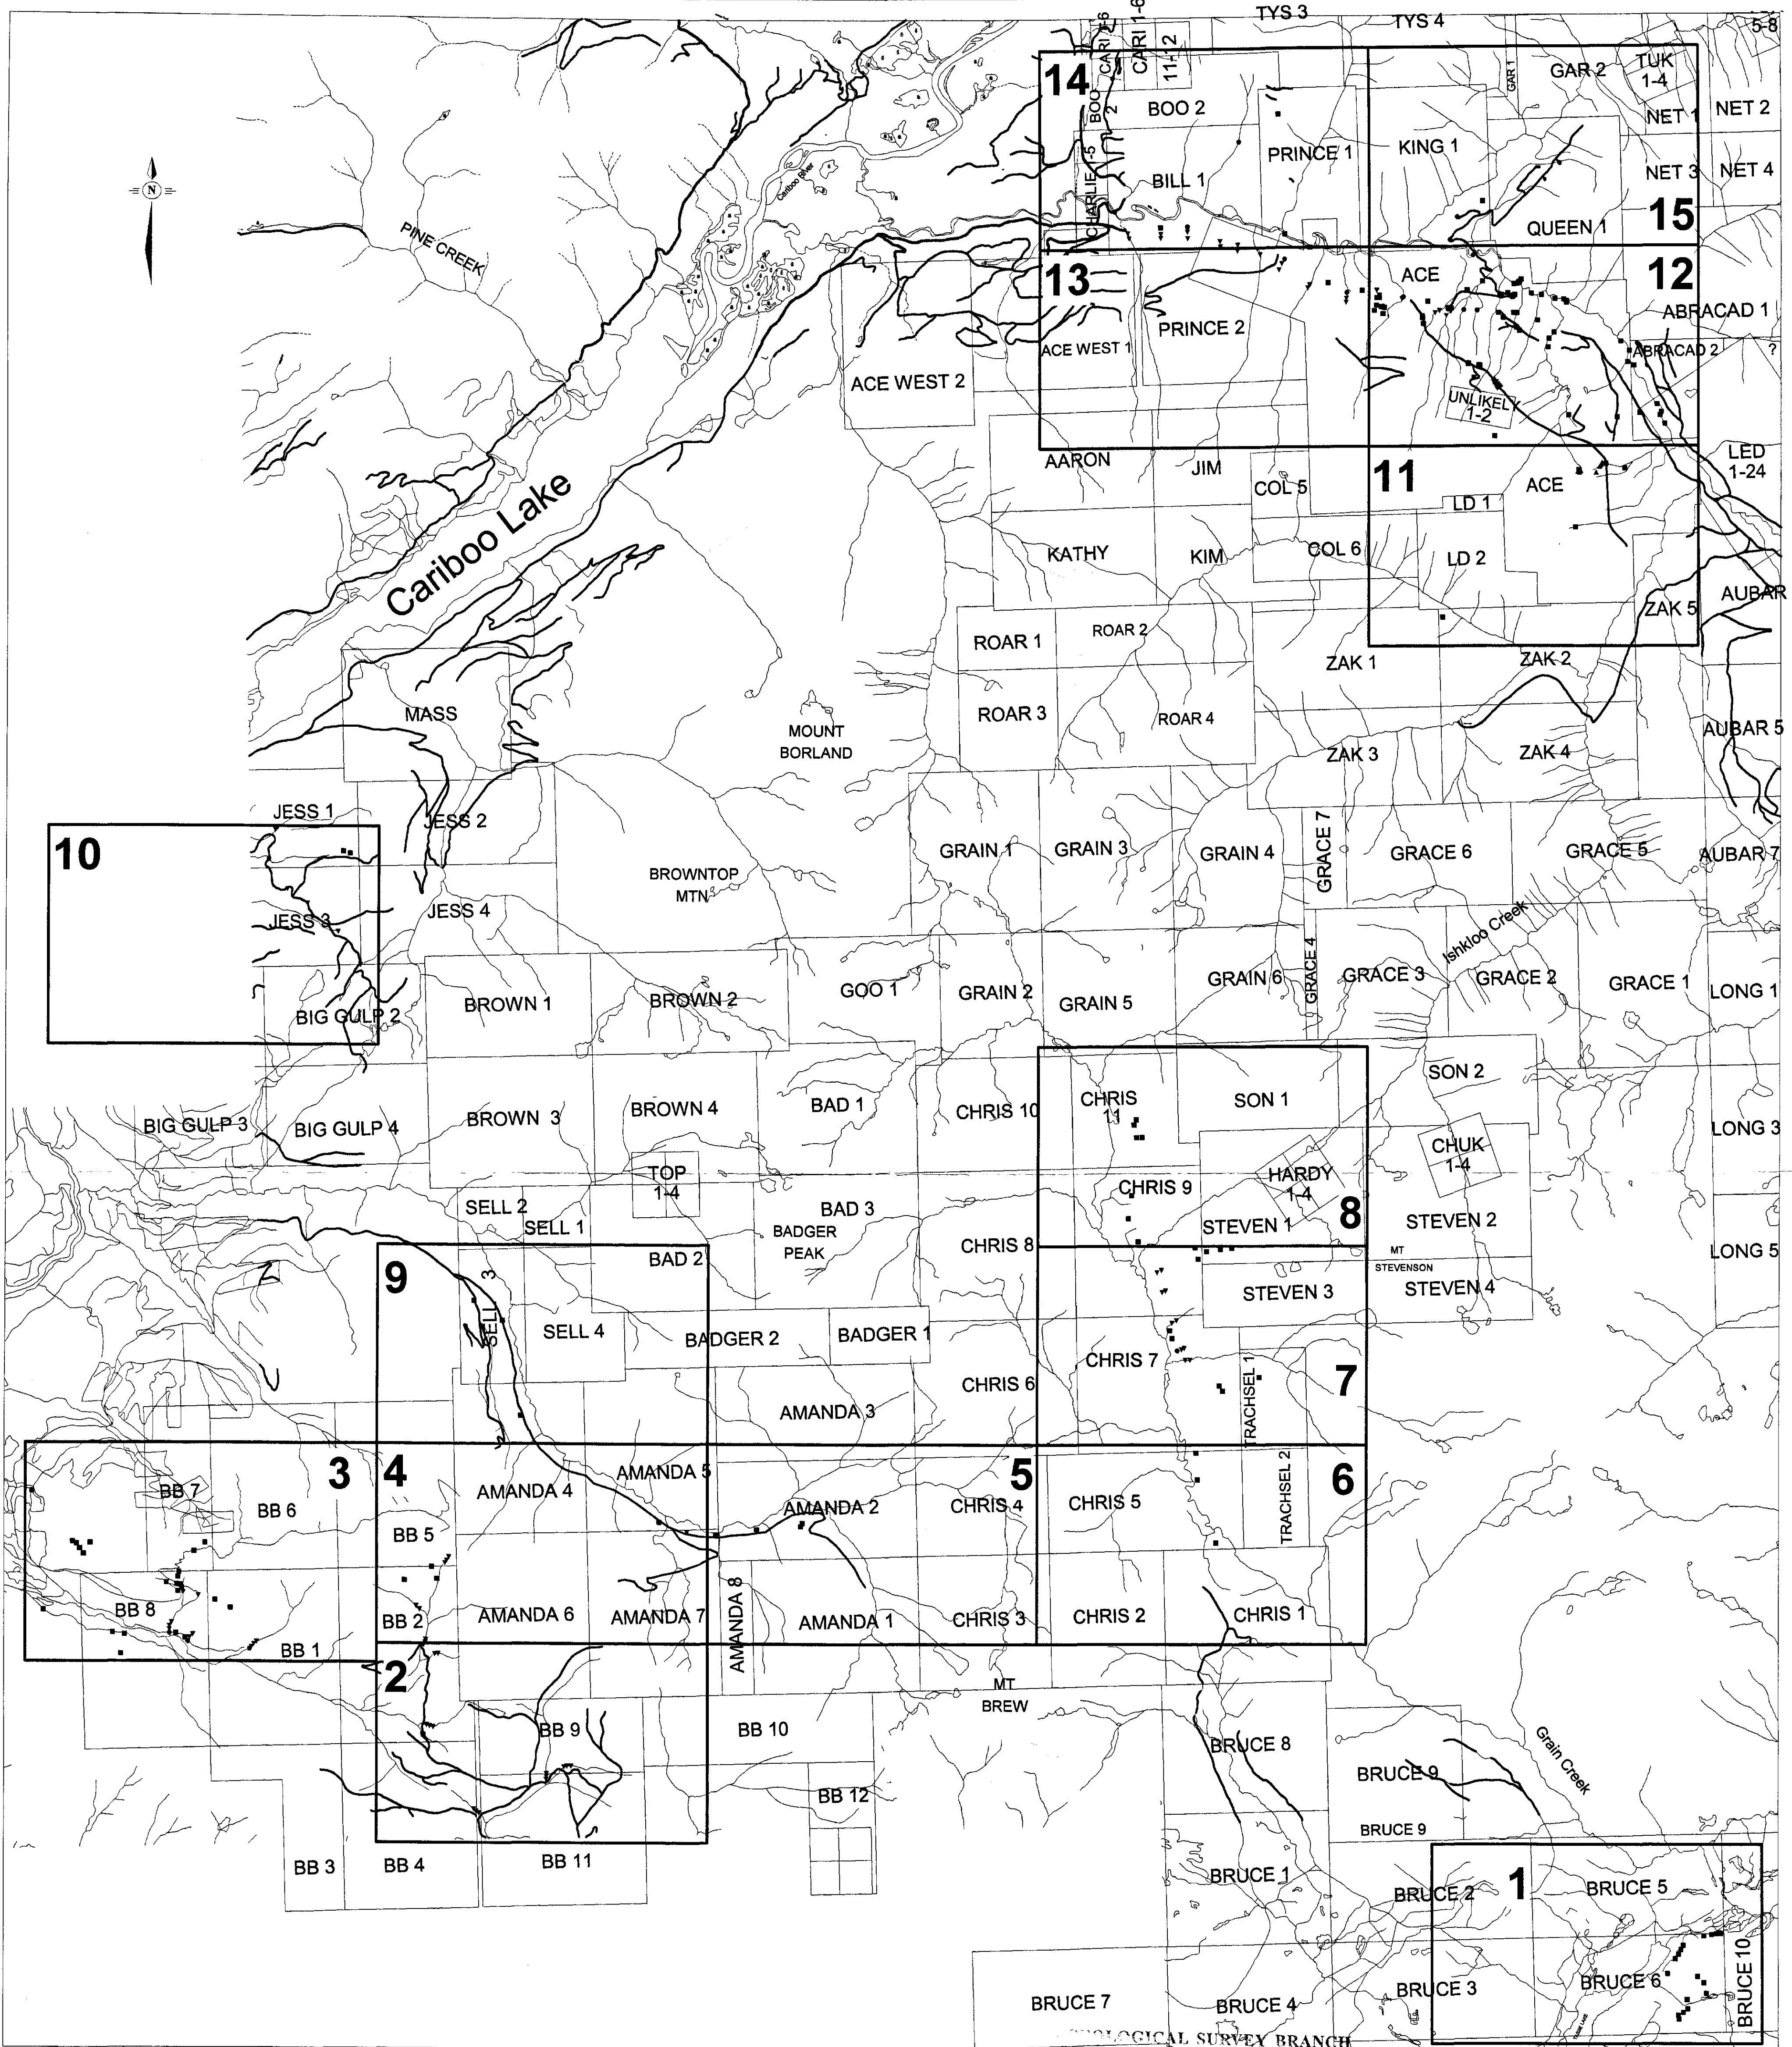 TYS 3
TYS 4
5-8
CARI 1-6
11-12
14
BOO 2
BOO
2
GAR 1
GAR 2
TUK
1-4
NET 1
NET 2
PRINCE 1
KING 1
CHARLIE 1-5
BILL 1
NET 3
NET 4
N
Cariboo River
PINE CREEK
QUEEN 1
15
13
ACE
12
PRINCE 2
ABRACAD 1
ACE WEST 1
ABRACAD 2
?
ACE WEST 2
UNLIKELY
1-2
AARON
JIM
COL 5
11
ACE
LED
1-24
LD 1
Cariboo Lake
KATHY
KIM
COL 6
LD 2
AUBAR
ZAK 5
ROAR 1
ROAR 2
ZAK 1
ZAK 2
MASS
ROAR 3
ROAR 4
MOUNT
BORLAND
AUBAR 5
ZAK 3
ZAK 4
JESS 1
JESS 2
10
GRAIN 1
GRAIN 3
GRAIN 4
GRACE 7
GRACE 6
GRACE 5
AUBAR 7
BROWNTOP
MTN
JESS 3
JESS 4
Ishkloo Creek
BROWN 1
BROWN 2
GOO 1
GRAIN 2
GRAIN 5
GRAIN 6
GRACE 4
GRACE 3
GRACE 2
GRACE 1
LONG 1
BIG GULP 2
SON 2
BIG GULP 3
BIG GULP 4
BROWN 3
BROWN 4
BAD 1
CHRIS 10
CHRIS
11
SON 1
LONG 3
CHUK
1-4
TOP
1-4
HARDY
1-4
CHRIS 9
SELL 2
SELL 1
BAD 3
STEVEN 1
8
STEVEN 2
BADGER
PEAK
CHRIS 8
BAD 2
MT
STEVENSON
LONG 5
9
SELL 3
STEVEN 3
STEVEN 4
SELL 4
BADGER 2
BADGER 1
CHRIS 7
CHRIS 6
TRACHSEL 1
7
AMANDA 3
3
4
AMANDA 5
5
6
BB 7
BB 6
AMANDA 4
AMANDA 2
CHRIS 4
CHRIS 5
TRACHSEL 2
BB 5
BB 8
BB 2
AMANDA 6
AMANDA 7
AMANDA 8
AMANDA 1
CHRIS 3
CHRIS 2
CHRIS 1
BB 1
2
MT
BREW
BB 9
BB 10
BRUCE 8
Grain Creek
BRUCE 9
BB 12
BRUCE 9
BB 3
BB 4
BB 11
BRUCE 1
BRUCE 2
1
BRUCE 5
BRUCE 10
BRUCE 7
BRUCE 4
BRUCE 3
BRUCE 6
SURVEY BRANCH